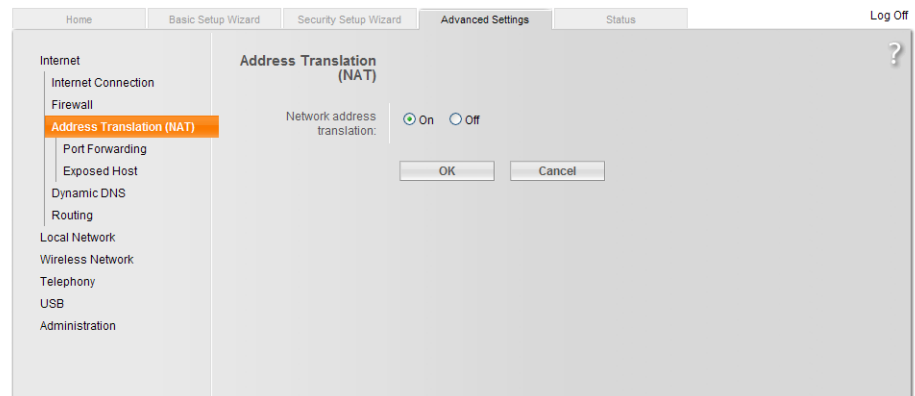 Home
Basic Setup Wizard
Security Setup Wizard
Advanced Settings
Status
Log Off
?
Internet
Internet Connection
Firewall
Address Translation (NAT)
Port Forwarding
Exposed Host
Dynamic DNS
Routing
Local Network
Wireless Network
Telephony
USB
Administration
Address Translation
(NAT)
Network address
translation:
On Off
OK Cancel